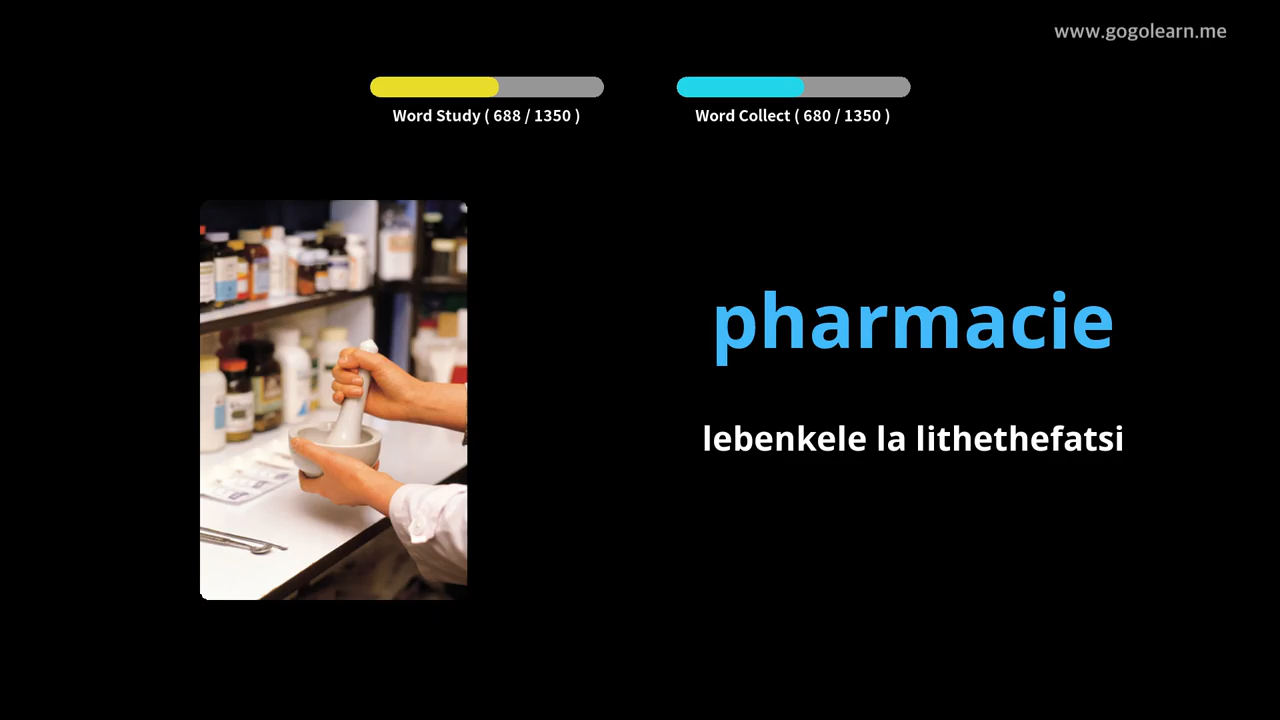 www.gogolearn.me
Word Study ( 688 / 1350 )
Word Collect ( 680 / 1350 )
pharmacie
lebenkele la lithethefatsi